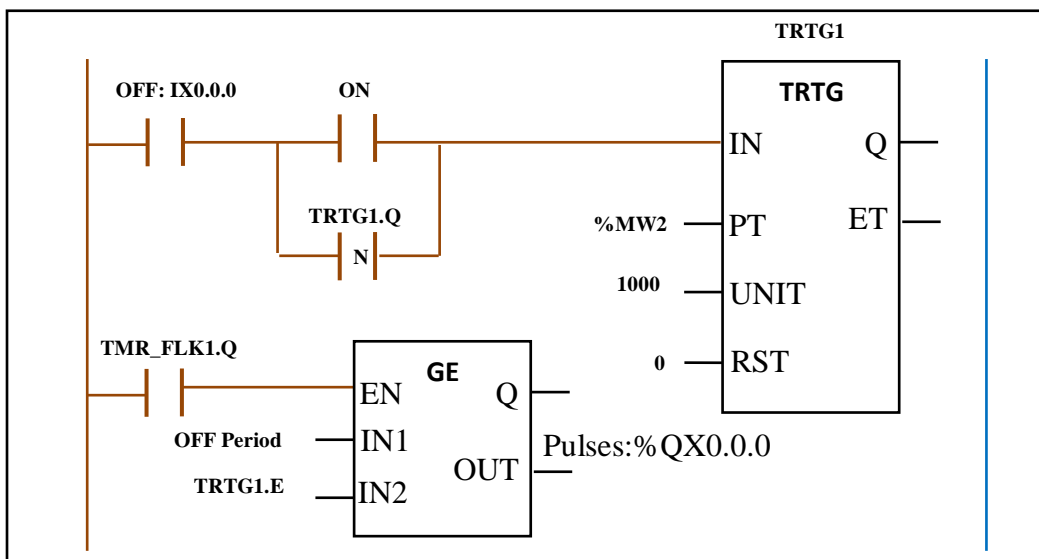 TRTG1
TRTG
OFF: IX0.0.0
ON
IN
Q
TRTG1.Q
N
%MW2
PT
ET
1000
UNIT
0
RST
TMR_FLK1.Q
GE
EN
Q
OFF Period
IN1
OUT
Pulses:%QX0.0.0
TRTG1.E
IN2